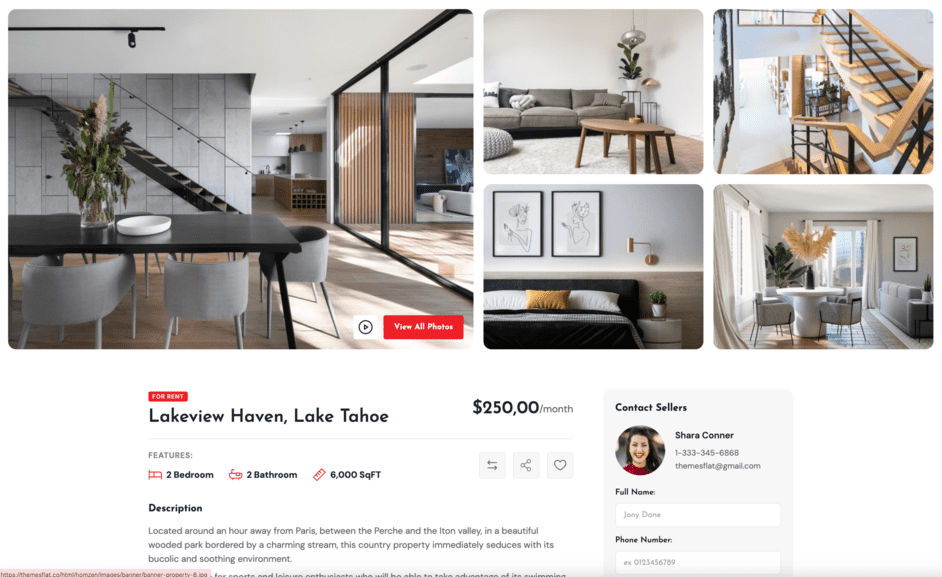 View All Photos
FOR RENT
Lakeview Haven, Lake Tahoe
$250,00/month
FEATURES:
2 Bedroom
2 Bathroom
6,000 SqFT
Description
Located around an hour away from Paris, between the Perche and the Iton valley, in a beautiful
wooded park bordered by a charming stream, this country property immediately seduces with its
bucolic and soothing environment.
for sports and leisure enthusiasts who will be able to take advantage of its swimming
Contact Sellers
Shara Conner
1-333-345-6868
themesflat@gmail.com
Full Name:
Jony Dane
Phone Number:
ex 0123456789
https://themesflat.co/html/homzen/images/banner/banner-property-8.jpg